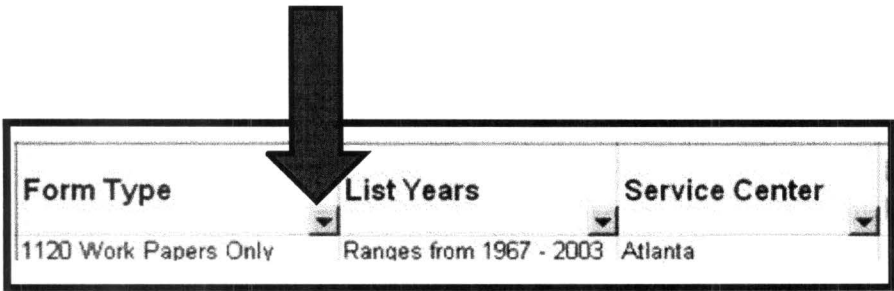 Form Type List Years Service Center
1120 Work Papers Only Ranges from 1967 - 2003 Atlanta